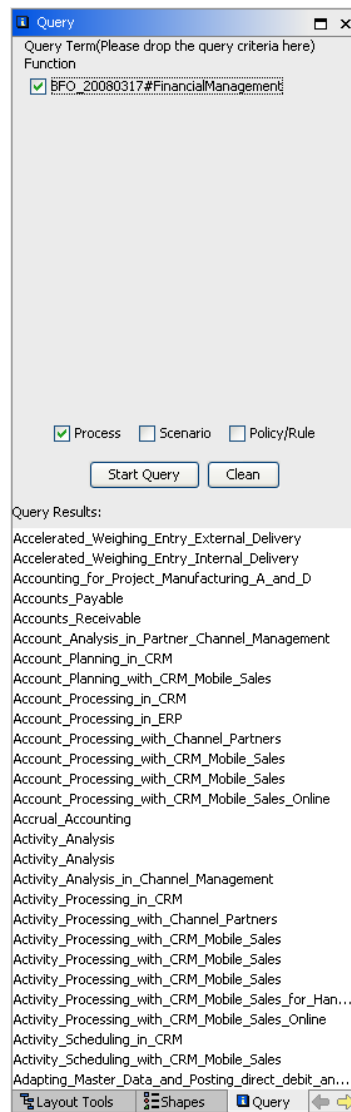 Query
Query Term(Please drop the query criteria here)
Function
BFO_20080317#FinancialManagement
Process Scenario Policy/Rule
Start Query Clean
Query Results:
Accelerated_Weighing_Entry_External_Delivery
Accelerated_Weighing_Entry_Internal_Delivery
Accounting_for_Project_Manufacturing_A_and_D
Accounts_Payable
Accounts_Receivable
Account_Analysis_in_Partner_Channel_Management
Account_Planning_in_CRM
Account_Planning_with_CRM_Mobile_Sales
Account_Processing_in_CRM
Account_Processing_in_ERP
Account_Processing_with_Channel_Partners
Account_Processing_with_CRM_Mobile_Sales
Account_Processing_with_CRM_Mobile_Sales
Account_Processing_with_CRM_Mobile_Sales_Online
Accrual_Accounting
Activity_Analysis
Activity_Analysis
Activity_Analysis_in_Channel_Management
Activity_Processing_in_CRM
Activity_Processing_with_Channel_Partners
Activity_Processing_with_CRM_Mobile_Sales
Activity_Processing_with_CRM_Mobile_Sales
Activity_Processing_with_CRM_Mobile_Sales
Activity_Processing_with_CRM_Mobile_Sales_for_Han...
Activity_Processing_with_CRM_Mobile_Sales_Online
Activity_Scheduling_in_CRM
Activity_Scheduling_with_CRM_Mobile_Sales
Adapting_Master_Data_and_Posting_direct_debit_an...
Layout Tools Shapes Query